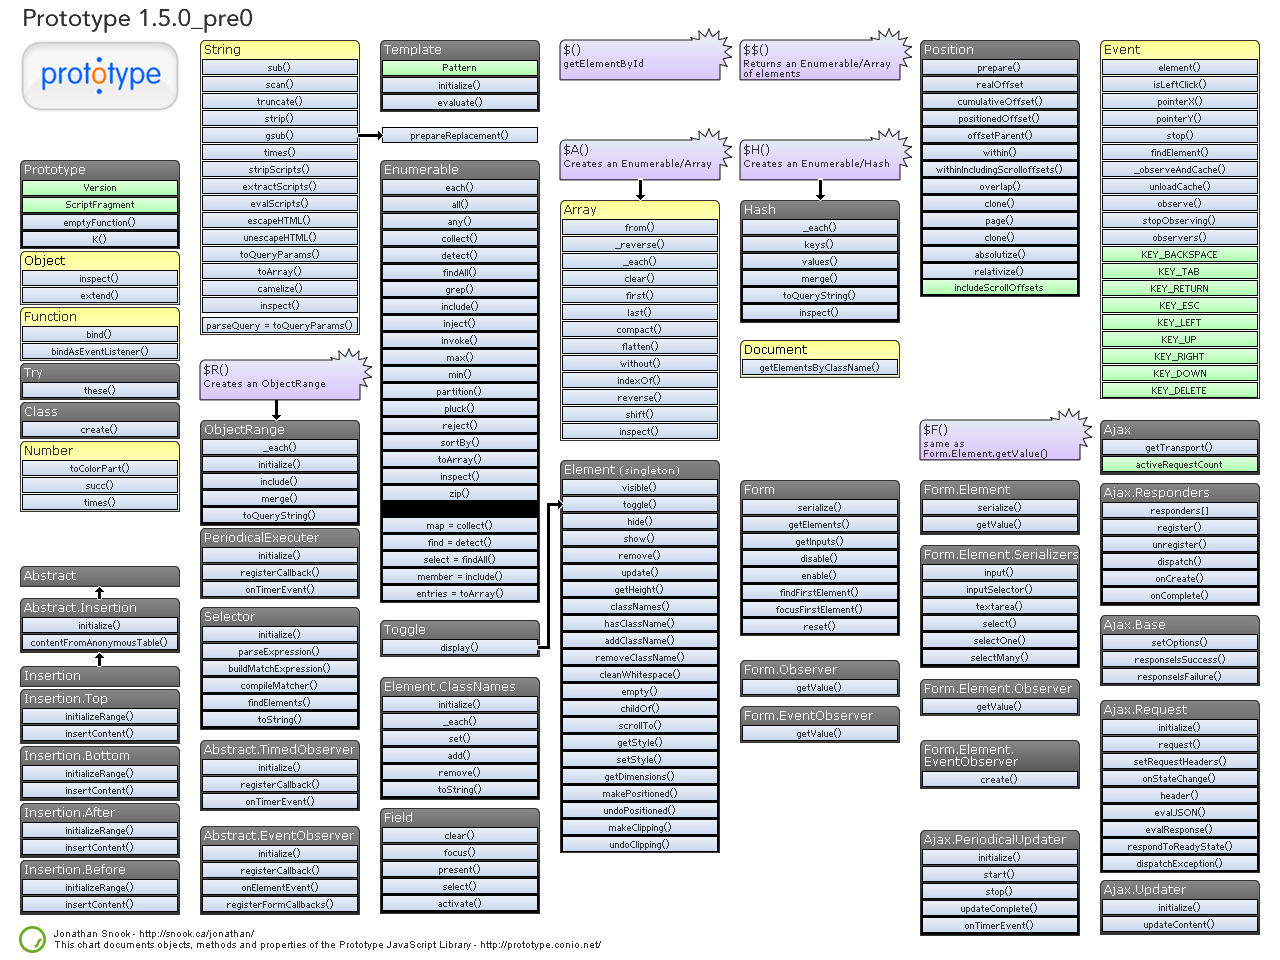 Prototype 1.5.0_pre0
prototype
Prototype
Version
ScriptFragment
emptyFunction()
K()
Object
inspect()
extend()
Function
bind()
bindAsEventListener()
Try
these()
Class
create()
Number
toColorPart()
succ()
times()
Abstract
Abstract.Insertion
initialize()
contentFromAnonymousTable()
Insertion
Insertion.Top
initializeRange()
insertContent()
Insertion.Bottom
initializeRange()
insertContent()
Insertion.After
initializeRange()
insertContent()
Insertion.Before
initializeRange()
insertContent()
String
sub()
scan()
truncate()
strip()
gsub()
times()
stripScripts()
extractScripts()
evalScripts()
escapeHTML()
unescapeHTML()
toQueryParams()
toArray()
camelize()
inspect()
parseQuery = toQueryParams()
$R()
Creates an ObjectRange
ObjectRange
_each()
initialize()
include()
merge()
toQueryString()
PeriodicalExecuter
initialize()
registerCallback()
onTimerEvent()
Selector
initialize()
parseExpression()
buildMatchExpression()
compileMatcher()
findElements()
toString()
Abstract.TimedObserver
initialize()
registerCallback()
onTimerEvent()
Abstract.EventObserver
initialize()
registerCallback()
onElementEvent()
registerFormCallbacks()
Template
Pattern
initialize()
evaluate()
prepareReplacement()
Enumerable
each()
all()
any()
collect()
detect()
findAll()
grep()
include()
inject()
invoke()
max()
min()
partition()
pluck()
reject()
sortBy()
toArray()
inspect()
zip()
map = collect()
find = detect()
select = findAll()
member = include()
entries = toArray()
Toggle
display()
Element.ClassNames
initialize()
_each()
set()
add()
remove()
toString()
Field
clear()
focus()
present()
select()
activate()
$()
getElementById
$A()
Creates an Enumerable/Array
Array
from()
_reverse()
_each()
clear()
first()
last()
compact()
flatten()
without()
indexOf()
reverse()
shift()
inspect()
Element (singleton)
visible()
toggle()
hide()
show()
remove()
update()
getHeight()
classNames()
hasClassName()
addClassName()
removeClassName()
cleanWhitespace()
empty()
childOf()
scrollTo()
getStyle()
setStyle()
getDimensions()
makePositioned()
undoPositioned()
makeClipping()
undoClipping()
$$()
Returns an Enumerable/Array
of elements
$H()
Creates an Enumerable/Hash
Hash
_each()
keys()
values()
merge()
toQueryString()
inspect()
Document
getElementsByClassName()
Form
serialize()
getElements()
getInputs()
disable()
enable()
findFirstElement()
focusFirstElement()
reset()
Form.Observer
getValue()
Form.EventObserver
getValue()
Position
prepare()
realOffset
cumulativeOffset()
positionedOffset()
offsetParent()
within()
withinIncludingScrolloffsets()
overlap()
clone()
page()
clone()
absolutize()
relativize()
includeScrollOffsets
$F()
same as
Form.Element.getValue()
Form.Element
serialize()
getValue()
Form.Element.Serializers
input()
inputSelector()
textarea()
select()
selectOne()
selectMany()
Form.Element.Observer
getValue()
Form.Element.
EventObserver
create()
Ajax.PeriodicalUpdater
initialize()
start()
stop()
updateComplete()
onTimerEvent()
Event
element()
isLeftClick()
pointerX()
pointerY()
stop()
findElement()
_observeAndCache()
unloadCache()
observe()
stopObserving()
observers()
KEY_BACKSPACE
KEY_TAB
KEY_RETURN
KEY_ESC
KEY_LEFT
KEY_UP
KEY_RIGHT
KEY_DOWN
KEY_DELETE
Ajax
getTransport()
activeRequestCount
Ajax.Responders
responders[]
register()
unregister()
dispatch()
onCreate()
onComplete()
Ajax.Base
setOptions()
responseIsSuccess()
responseIsFailure()
Ajax.Request
initialize()
request()
setRequestHeaders()
onStateChange()
header()
evalJSON()
evalResponse()
respondToReadyState()
dispatchException()
Ajax.Updater
initialize()
updateContent()
Jonathan Snook - http://snook.ca/jonathan/
This chart documents objects, methods and properties of the Prototype JavaScript Library - http://prototype.conio.net/